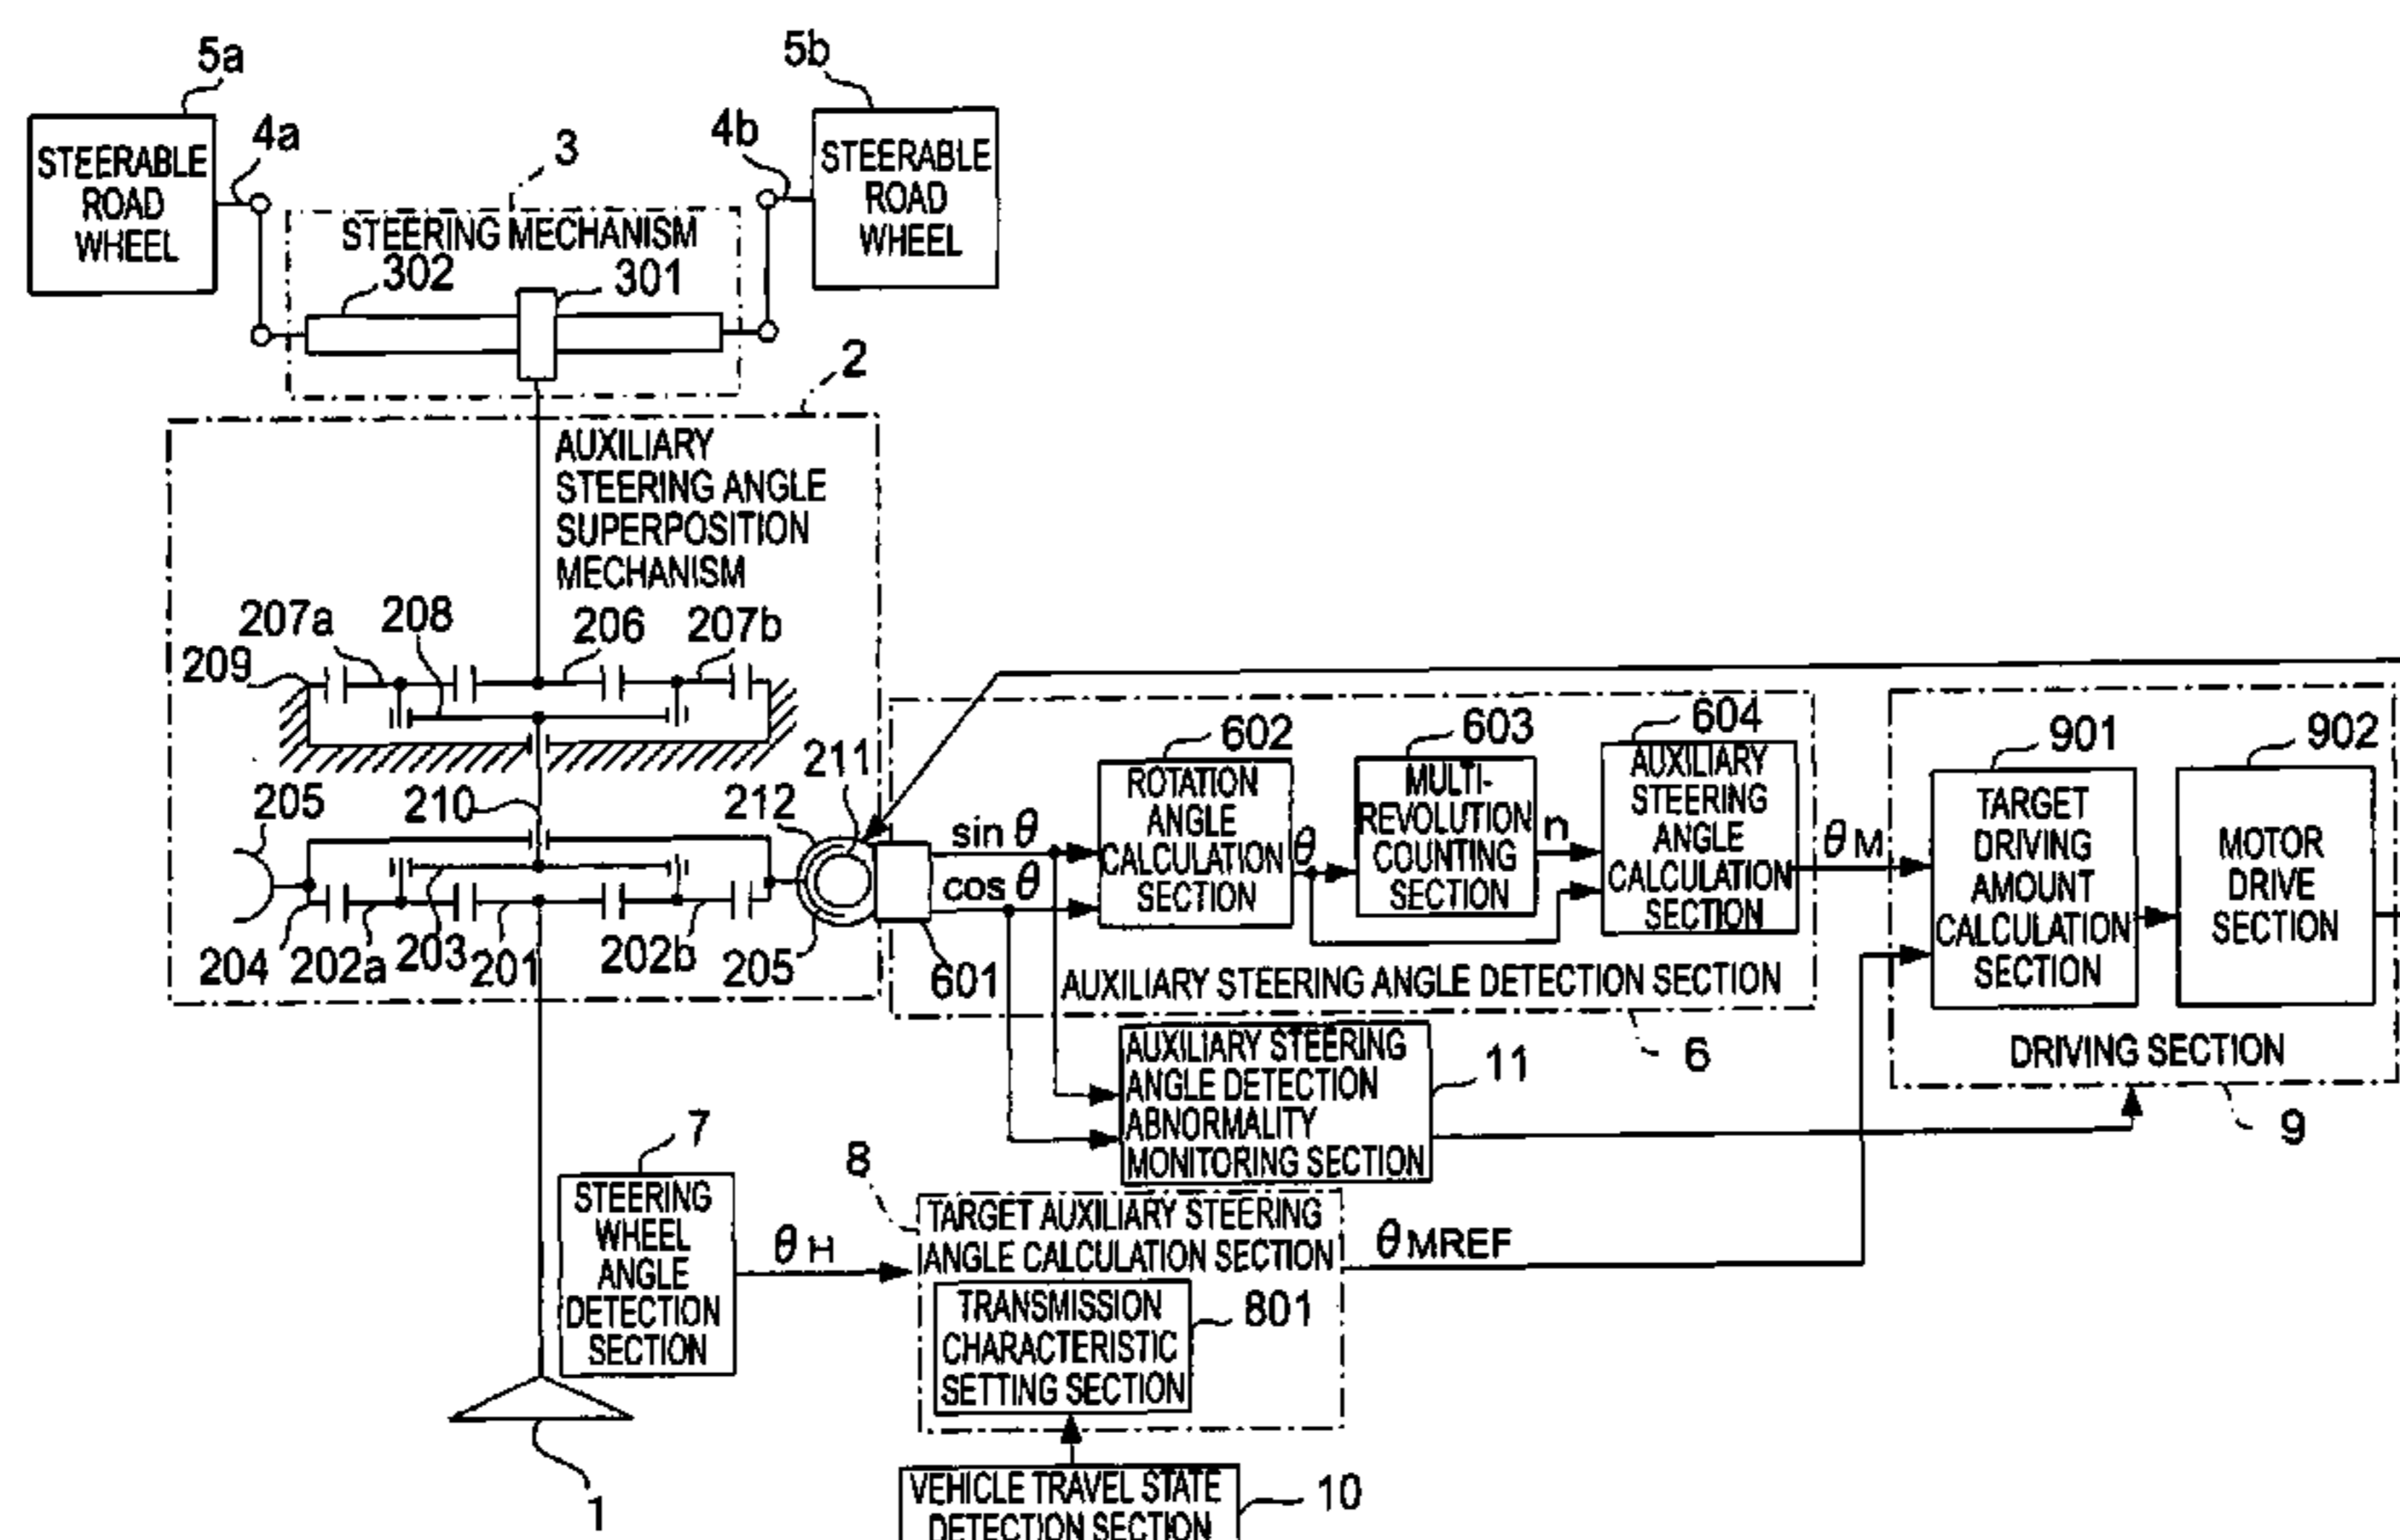 5a
5b
4a
4b
3
STEERABLE
ROAD
WHEEL
STEERABLE
ROAD
WHEEL
STEERING MECHANISM
302
301
2
AUXILIARY
STEERING ANGLE
SUPERPOSITION
MECHANISM
207a
208
206
207b
209
211
205
210
212
204
202a
203
201
202b
205
601
sin θ
cos θ
602
ROTATION
ANGLE
CALCULATION
SECTION
θ
603
MULTI-
REVOLUTION
COUNTING
SECTION
n
604
AUXILIARY
STEERING
ANGLE
CALCULATION
SECTION
θM
AUXILIARY STEERING ANGLE DETECTION SECTION
6
901
TARGET
DRIVING
AMOUNT
CALCULATION
SECTION
902
MOTOR
DRIVE
SECTION
DRIVING SECTION
9
AUXILIARY STEERING
ANGLE DETECTION
ABNORMALITY
MONITORING SECTION
11
7
STEERING
WHEEL
ANGLE
DETECTION
SECTION
θH
8
TARGET AUXILIARY STEERING
ANGLE CALCULATION SECTION
θMREF
TRANSMISSION
CHARACTERISTIC
SETTING SECTION
801
1
VEHICLE TRAVEL STATE
DETECTION SECTION
10